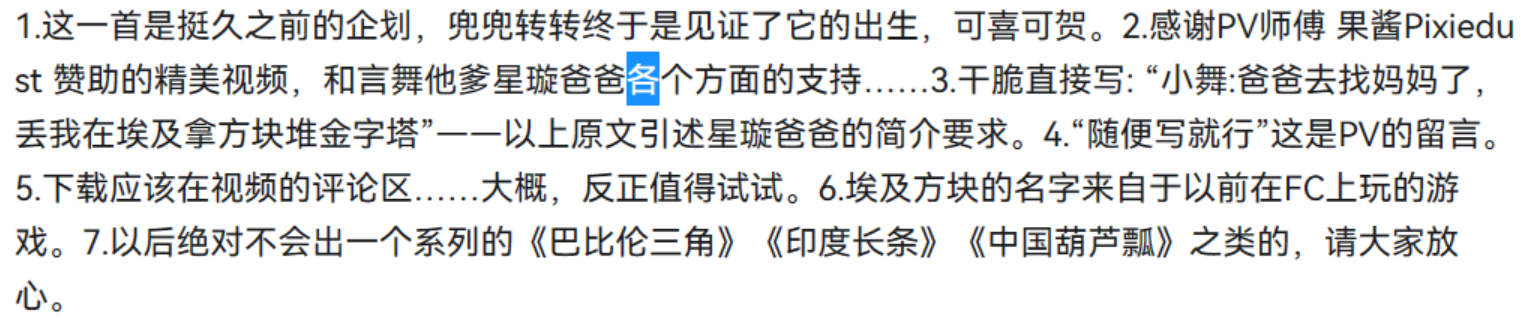 1.这一首是挺久之前的企划，兜兜转转终于是见证了它的出生，可喜可贺。2.感谢PV师傅 果酱Pixiedu
st 赞助的精美视频，和言舞他爹星璇爸爸各个方面的支持……3.干脆直接写: “小舞:爸爸去找妈妈了，
丢我在埃及拿方块堆金字塔”一一以上原文引述星璇爸爸的简介要求。4.“随便写就行”这是PV的留言。
5.下载应该在视频的评论区……大概，反正值得试试。6.埃及方块的名字来自于以前在FC上玩的游
戏。7.以后绝对不会出一个系列的《巴比伦三角》《印度长条》《中国葫芦瓢》之类的，请大家放
心。